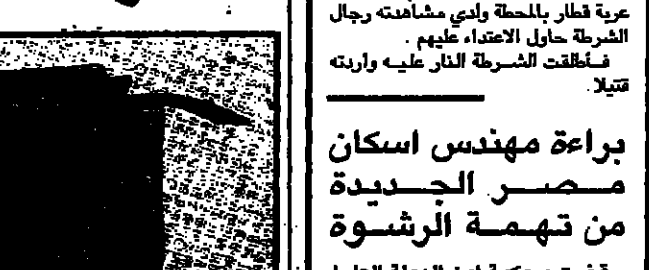 عربة قطار بالمحطة ولدي مشاهدته رجال
الشرطة حاول الاعتداء عليهم .
فأطلقت الشرطة النار عليه وأردته
قتيلا .
براءة مهندس اسكان
مصر الجديدة
من تهمة الرشوة